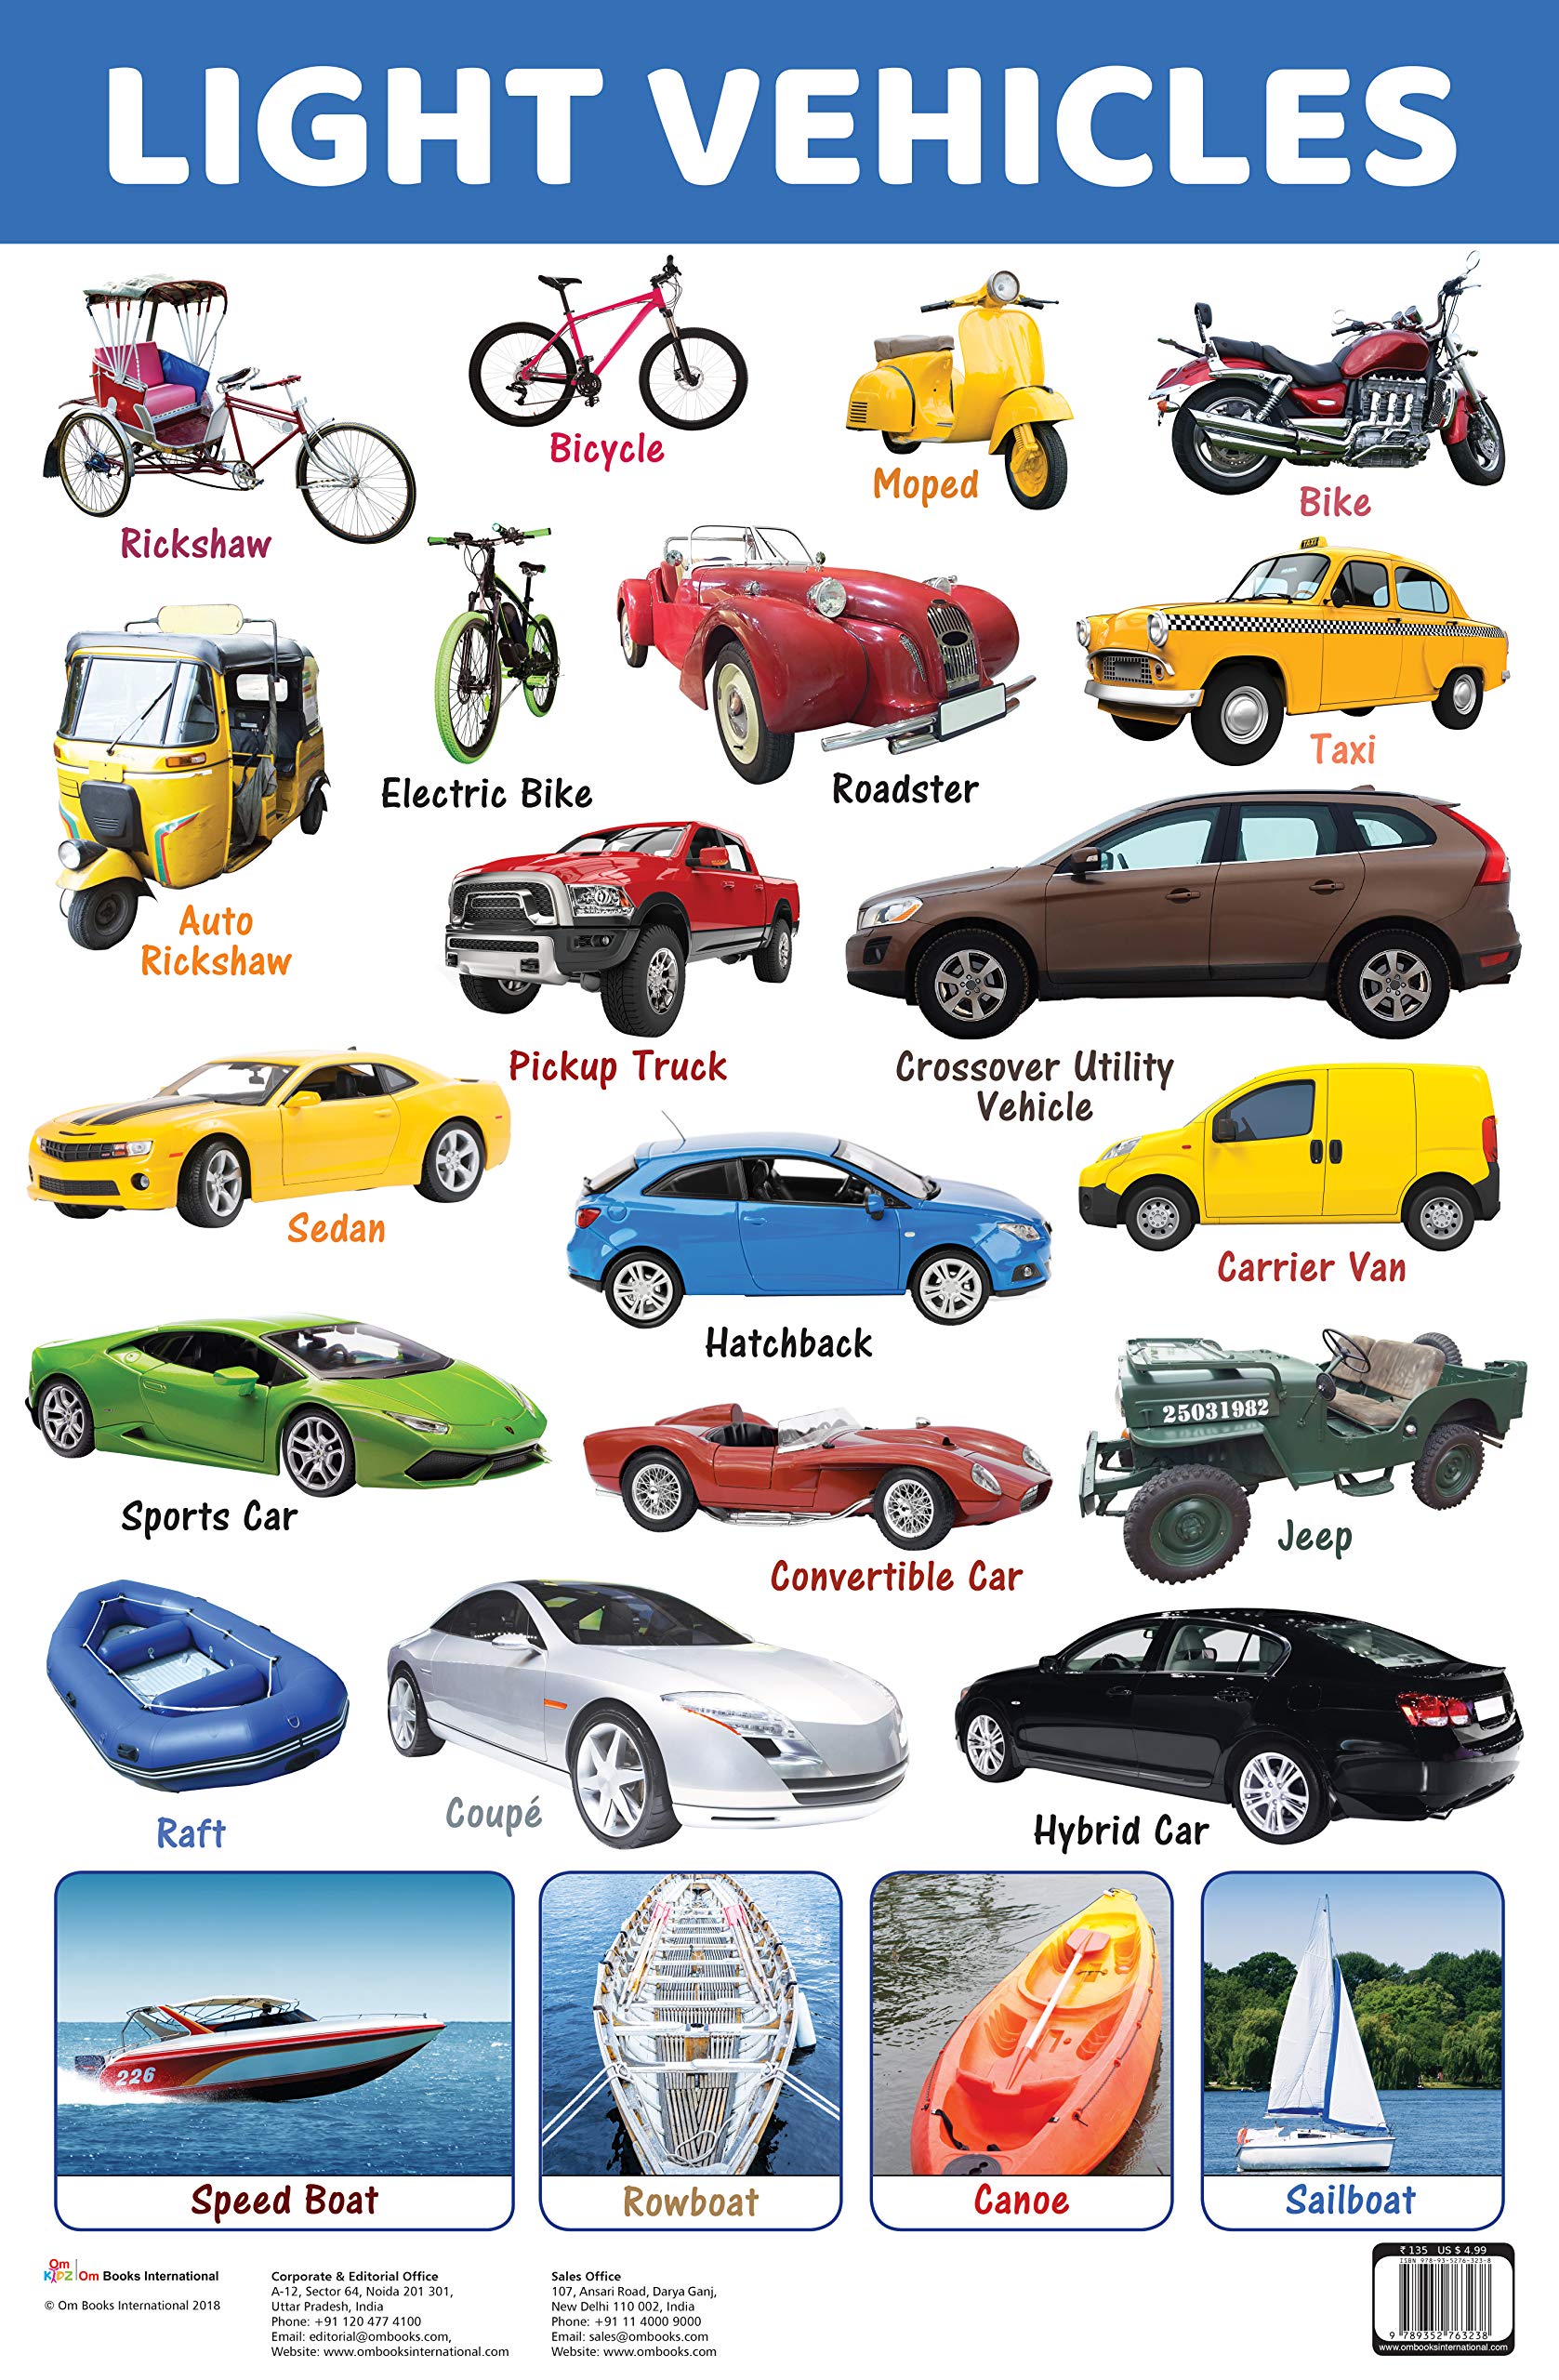 LIGHT VEHICLES
Rickshaw
Bicycle
Moped
Bike
TAXI
Electric Bike
Roadster
Taxi
Auto
Rickshaw
Pickup Truck
Crossover Utility
Vehicle
Sedan
Hatchback
Carrier Van
Sports Car
Convertible Car
25031982
Jeep
Raft
Coupé
Hybrid Car
226
Speed Boat
Rowboat
Canoe
Sailboat
Om
KIDZ
Om Books International
© Om Books International 2018
Corporate & Editorial Office
A-12, Sector 64, Noida 201 301,
Uttar Pradesh, India
Phone: +91 120 477 4100
Email: editorial@ombooks.com,
Website: www.ombooksinternational.com
Sales Office
107, Ansari Road, Darya Ganj,
New Delhi 110 002, India
Phone: +91 11 4000 9000
Email: sales@ombooks.com
Website: www.ombooks.com
₹ 135 US $ 4.99
ISBN 978-93-5276-323-8
9 789352 763238
www.ombooksinternational.com